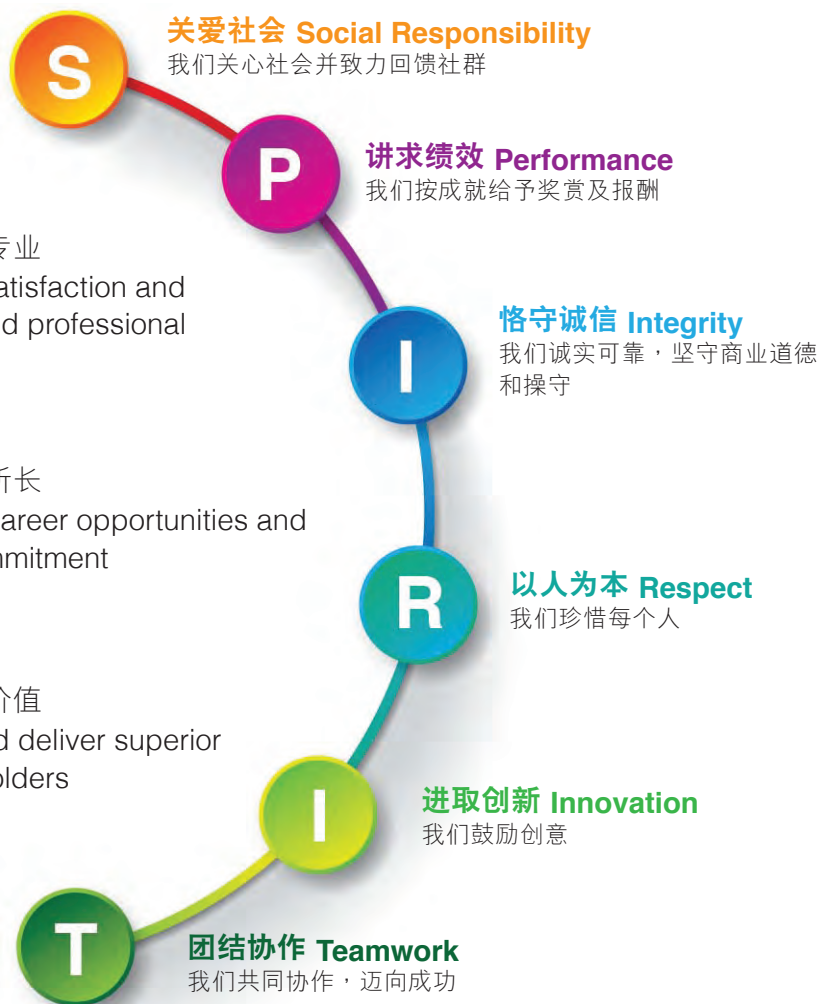 S
关爱社会 Social Responsibility
我们关心社会并致力回馈社群
P
讲求绩效 Performance
我们按成就给予奖赏及报酬
专业
atisfaction and
d professional
I
恪守诚信 Integrity
我们诚实可靠，坚守商业道德
和操守
所长
areer opportunities and
mitment
R
以人为本 Respect
我们珍惜每个人
价值
d deliver superior
olders
I
进取创新 Innovation
我们鼓励创意
T
团结协作 Teamwork
我们共同协作，迈向成功